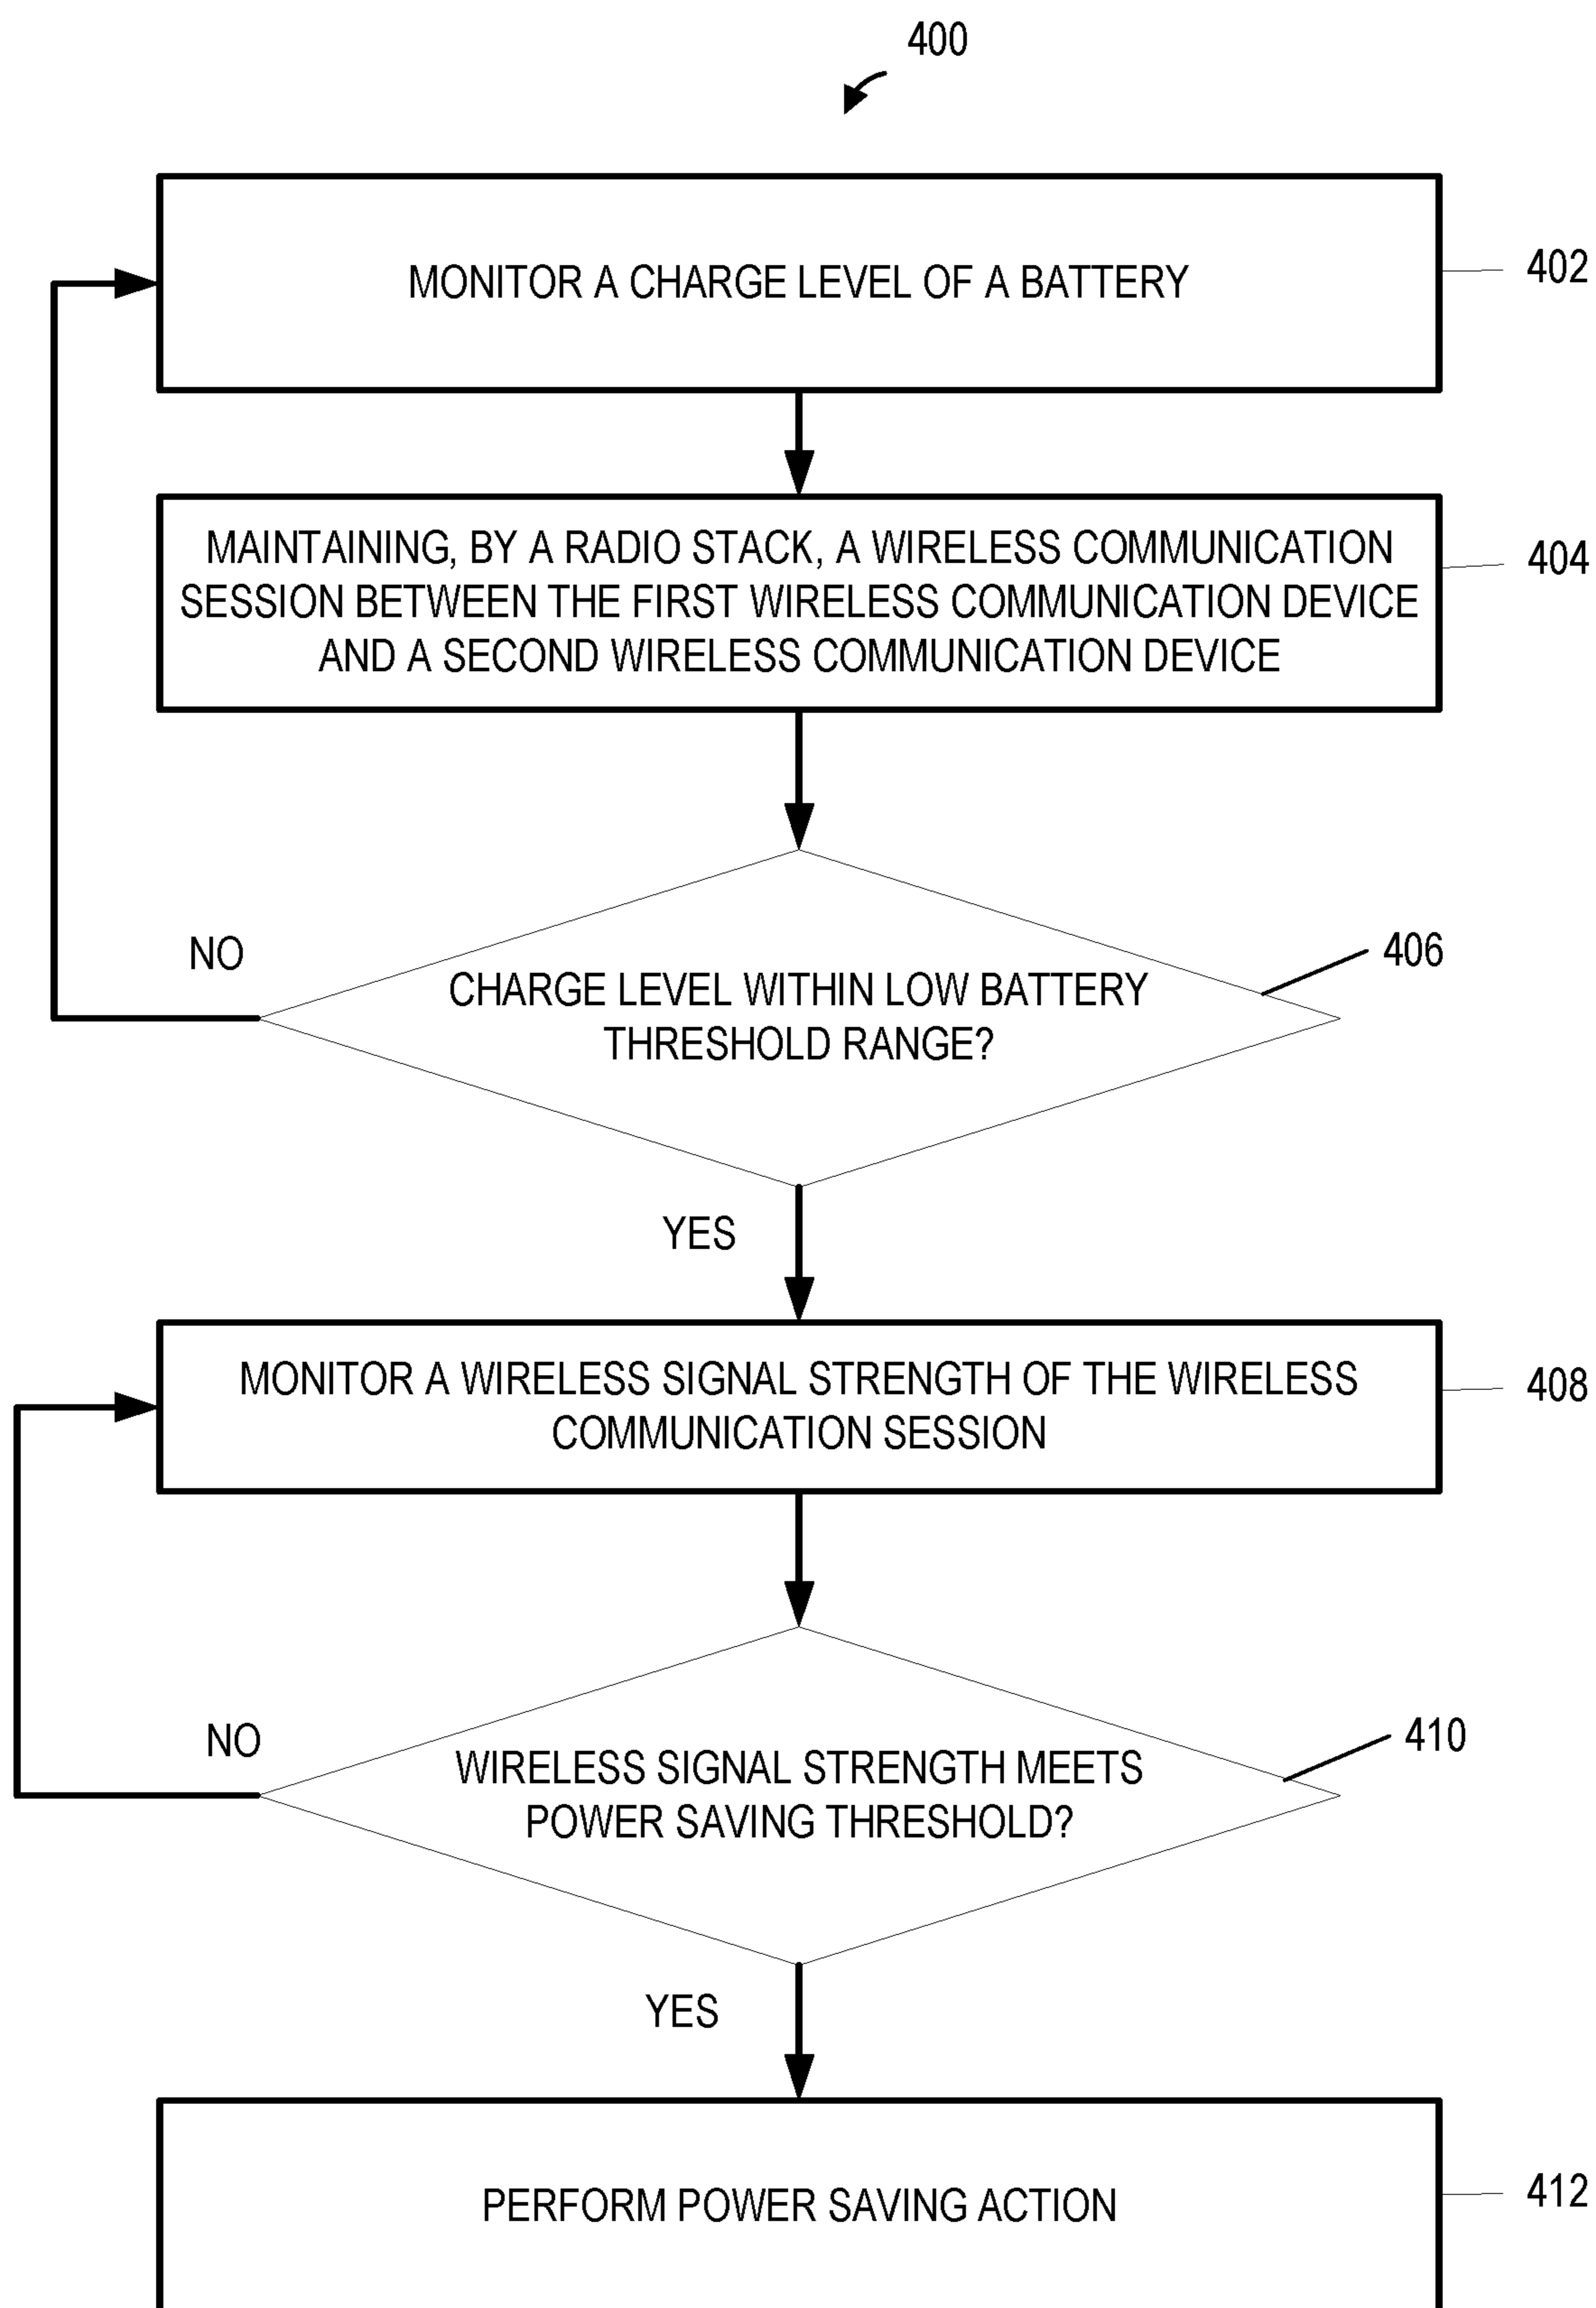 400
MONITOR A CHARGE LEVEL OF A BATTERY
402
MAINTAINING, BY A RADIO STACK, A WIRELESS COMMUNICATION
SESSION BETWEEN THE FIRST WIRELESS COMMUNICATION DEVICE
AND A SECOND WIRELESS COMMUNICATION DEVICE
404
NO
CHARGE LEVEL WITHIN LOW BATTERY
THRESHOLD RANGE?
406
YES
MONITOR A WIRELESS SIGNAL STRENGTH OF THE WIRELESS
COMMUNICATION SESSION
408
NO
WIRELESS SIGNAL STRENGTH MEETS
POWER SAVING THRESHOLD?
410
YES
PERFORM POWER SAVING ACTION
412